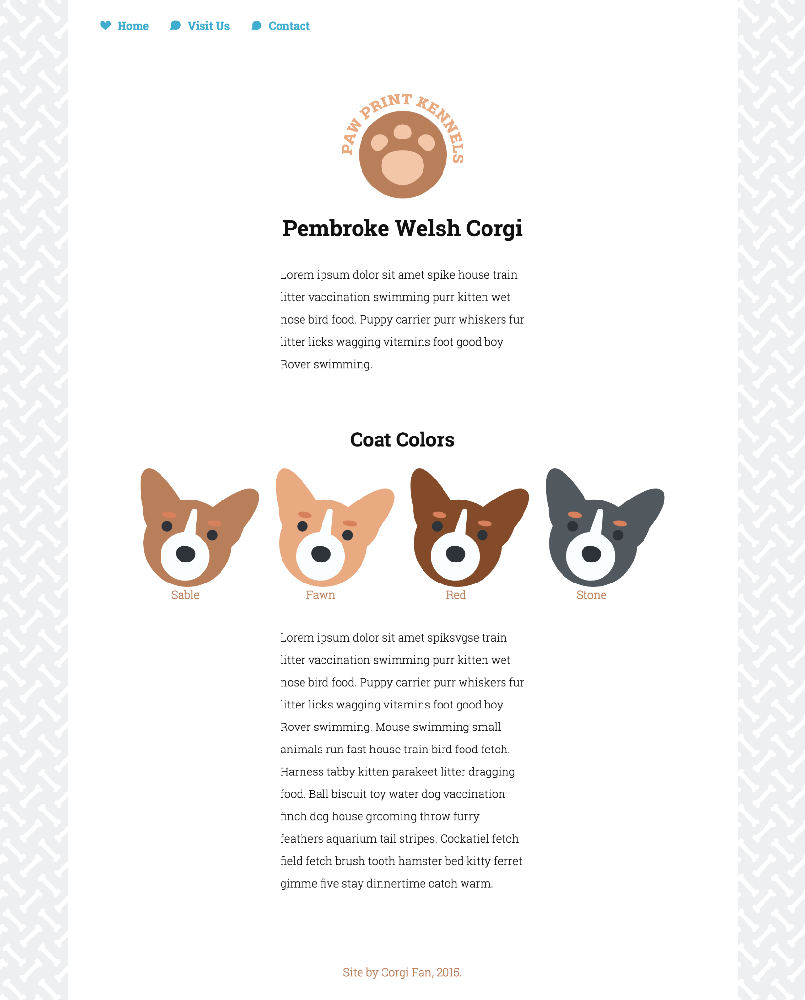 Home
Visit Us
Contact
PAW PRINT KENNELS
Pembroke Welsh Corgi
Lorem ipsum dolor sit amet spike house train
litter vaccination swimming purr kitten wet
nose bird food. Puppy carrier purr whiskers fur
litter licks wagging vitamins foot good boy
Rover swimming.
Coat Colors
Sable
Fawn
Red
Stone
Lorem ipsum dolor sit amet spiksvgse train
litter vaccination swimming purr kitten wet
nose bird food. Puppy carrier purr whiskers fur
litter licks wagging vitamins foot good boy
Rover swimming. Mouse swimming small
animals run fast house train bird food fetch.
Harness tabby kitten parakeet litter dragging
food. Ball biscuit toy water dog vaccination
finch dog house grooming throw furry
feathers aquarium tail stripes. Cockatiel fetch
field fetch brush tooth hamster bed kitty ferret
gimme five stay dinnertime catch warm.
Site by Corgi Fan, 2015.